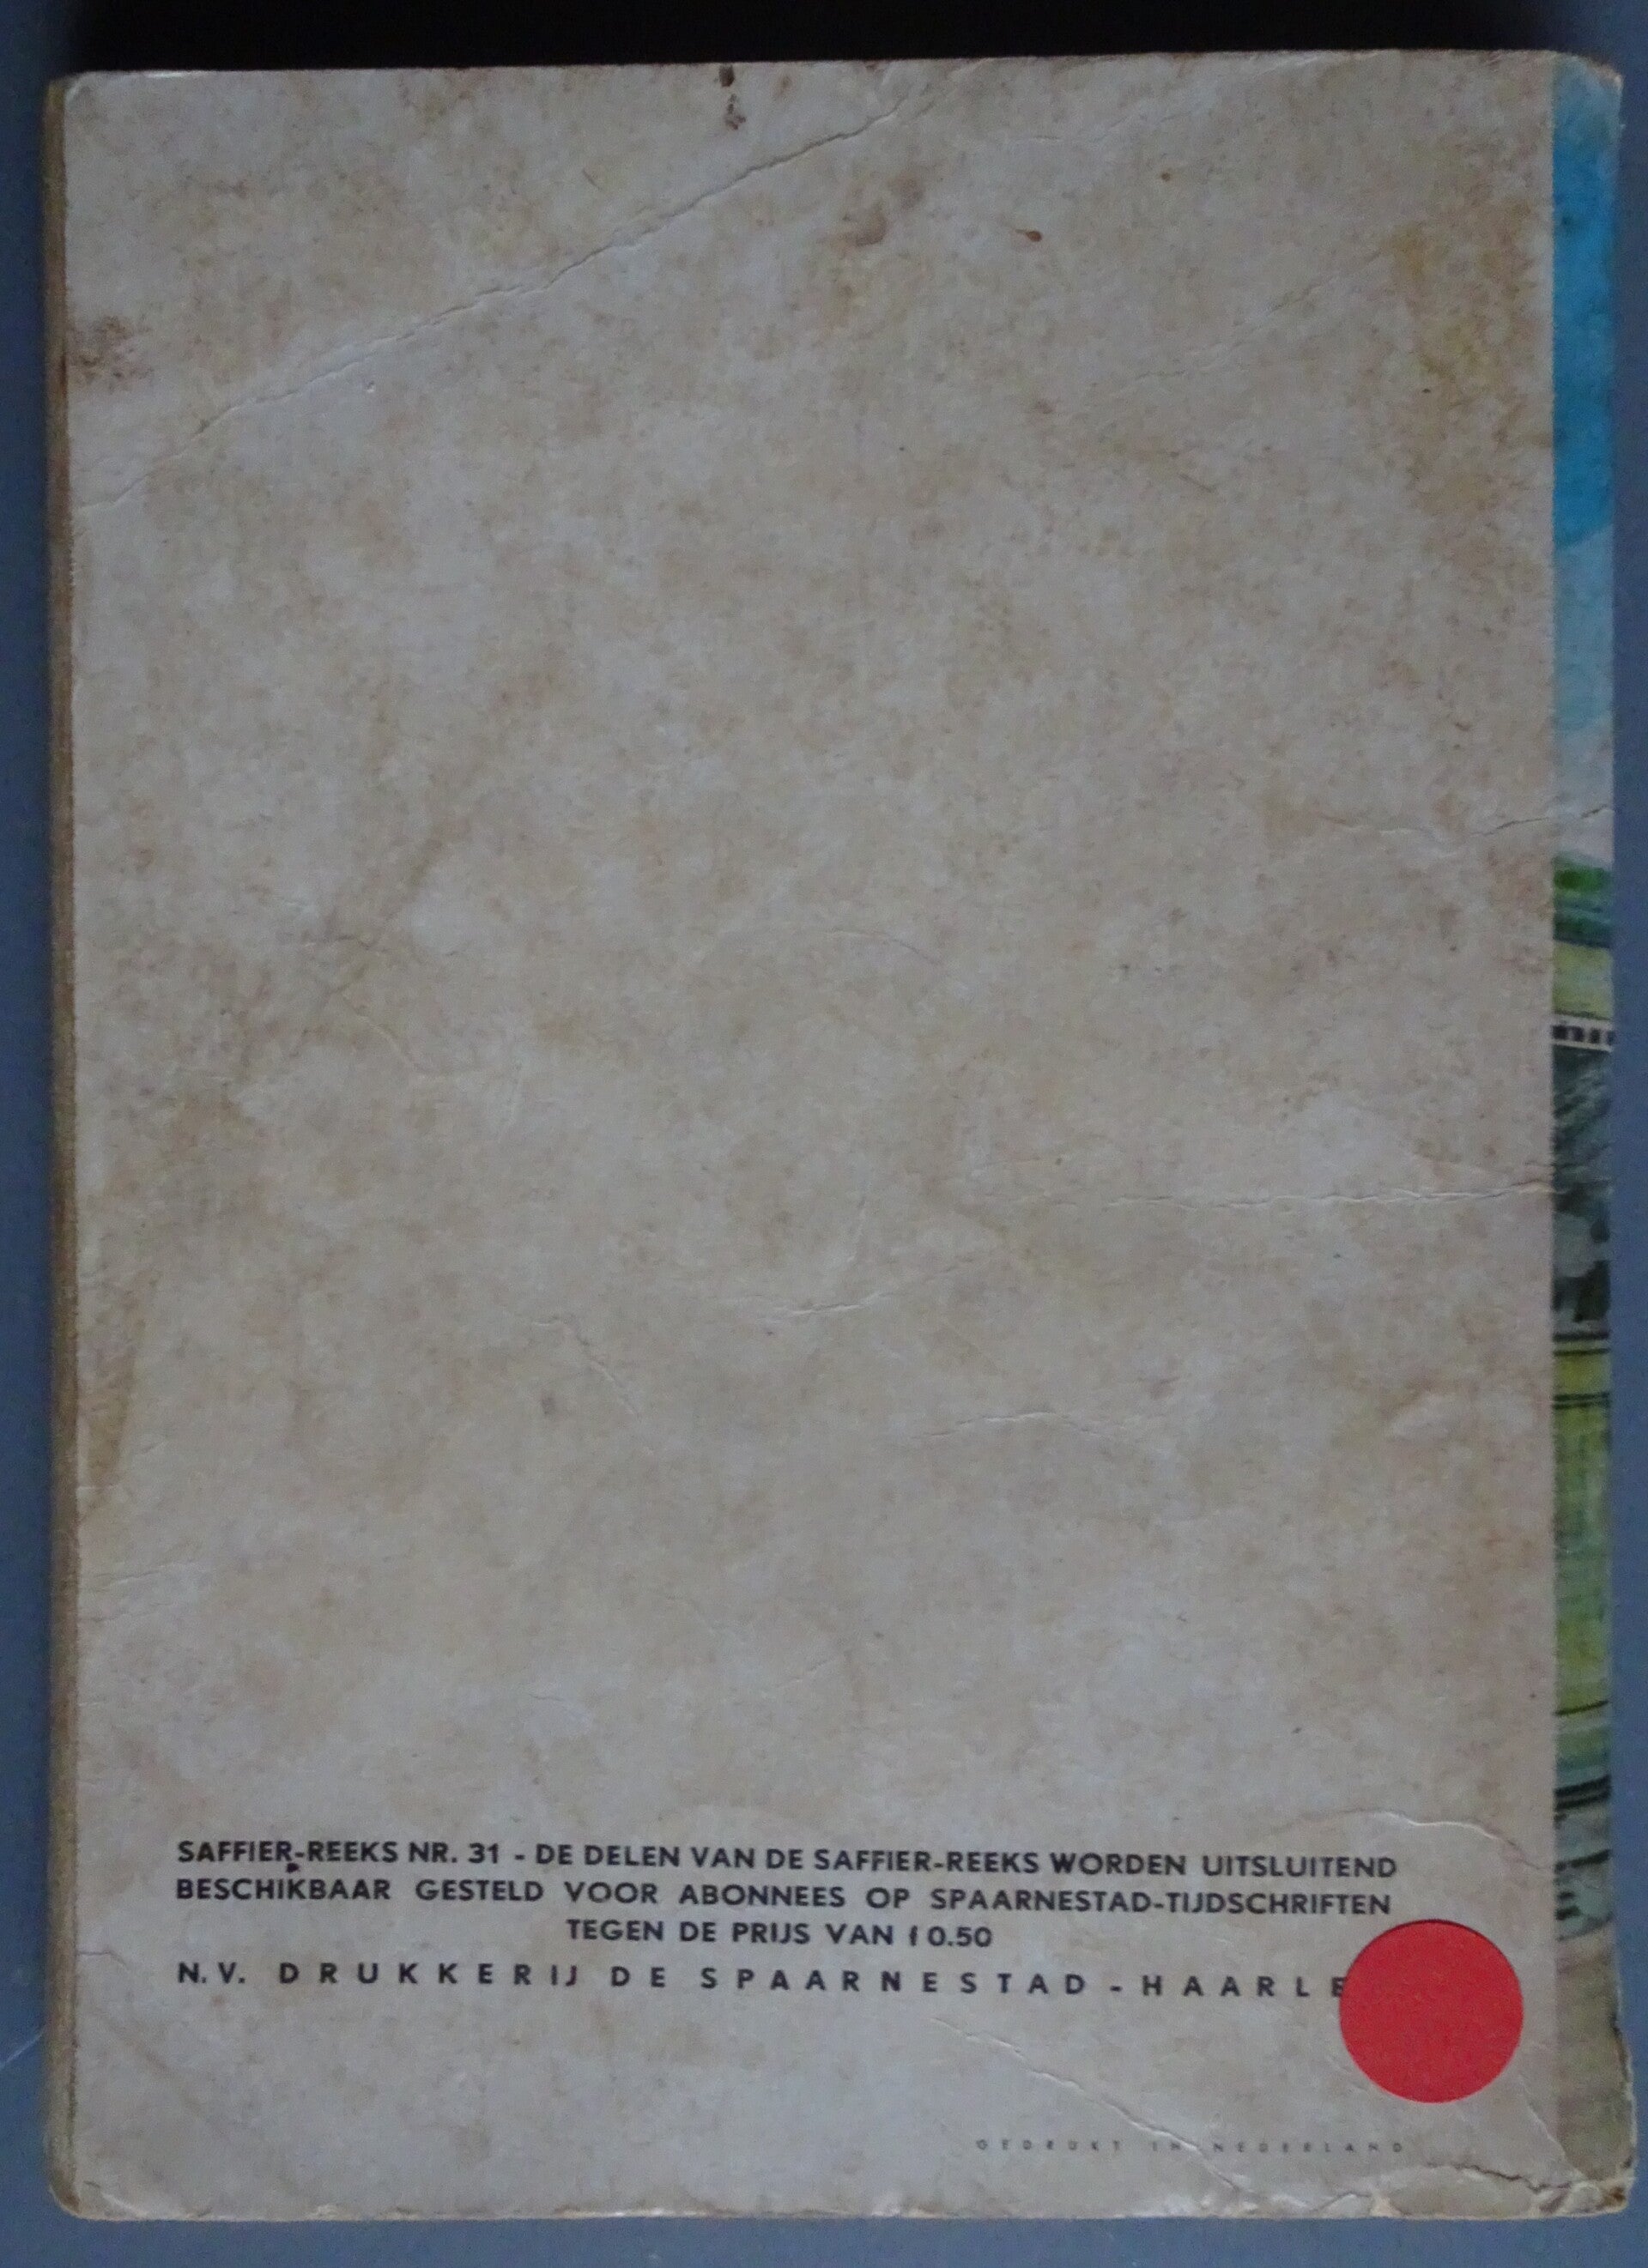 SAFFIER-REEKS NR. 31 - DE DELEN VAN DE SAFFIER-REEKS WORDEN UITSLUITEND
BESCHIKBAAR GESTELD VOOR ABONNEES OP SPAARNESTAD-TIJDSCHRIFTEN
TEGEN DE PRIJS VAN f 0.50
N.V. DRUKKERIJ DE SPAARNESTAD - HAARLE
GEDRUKT IN NEDERLAND